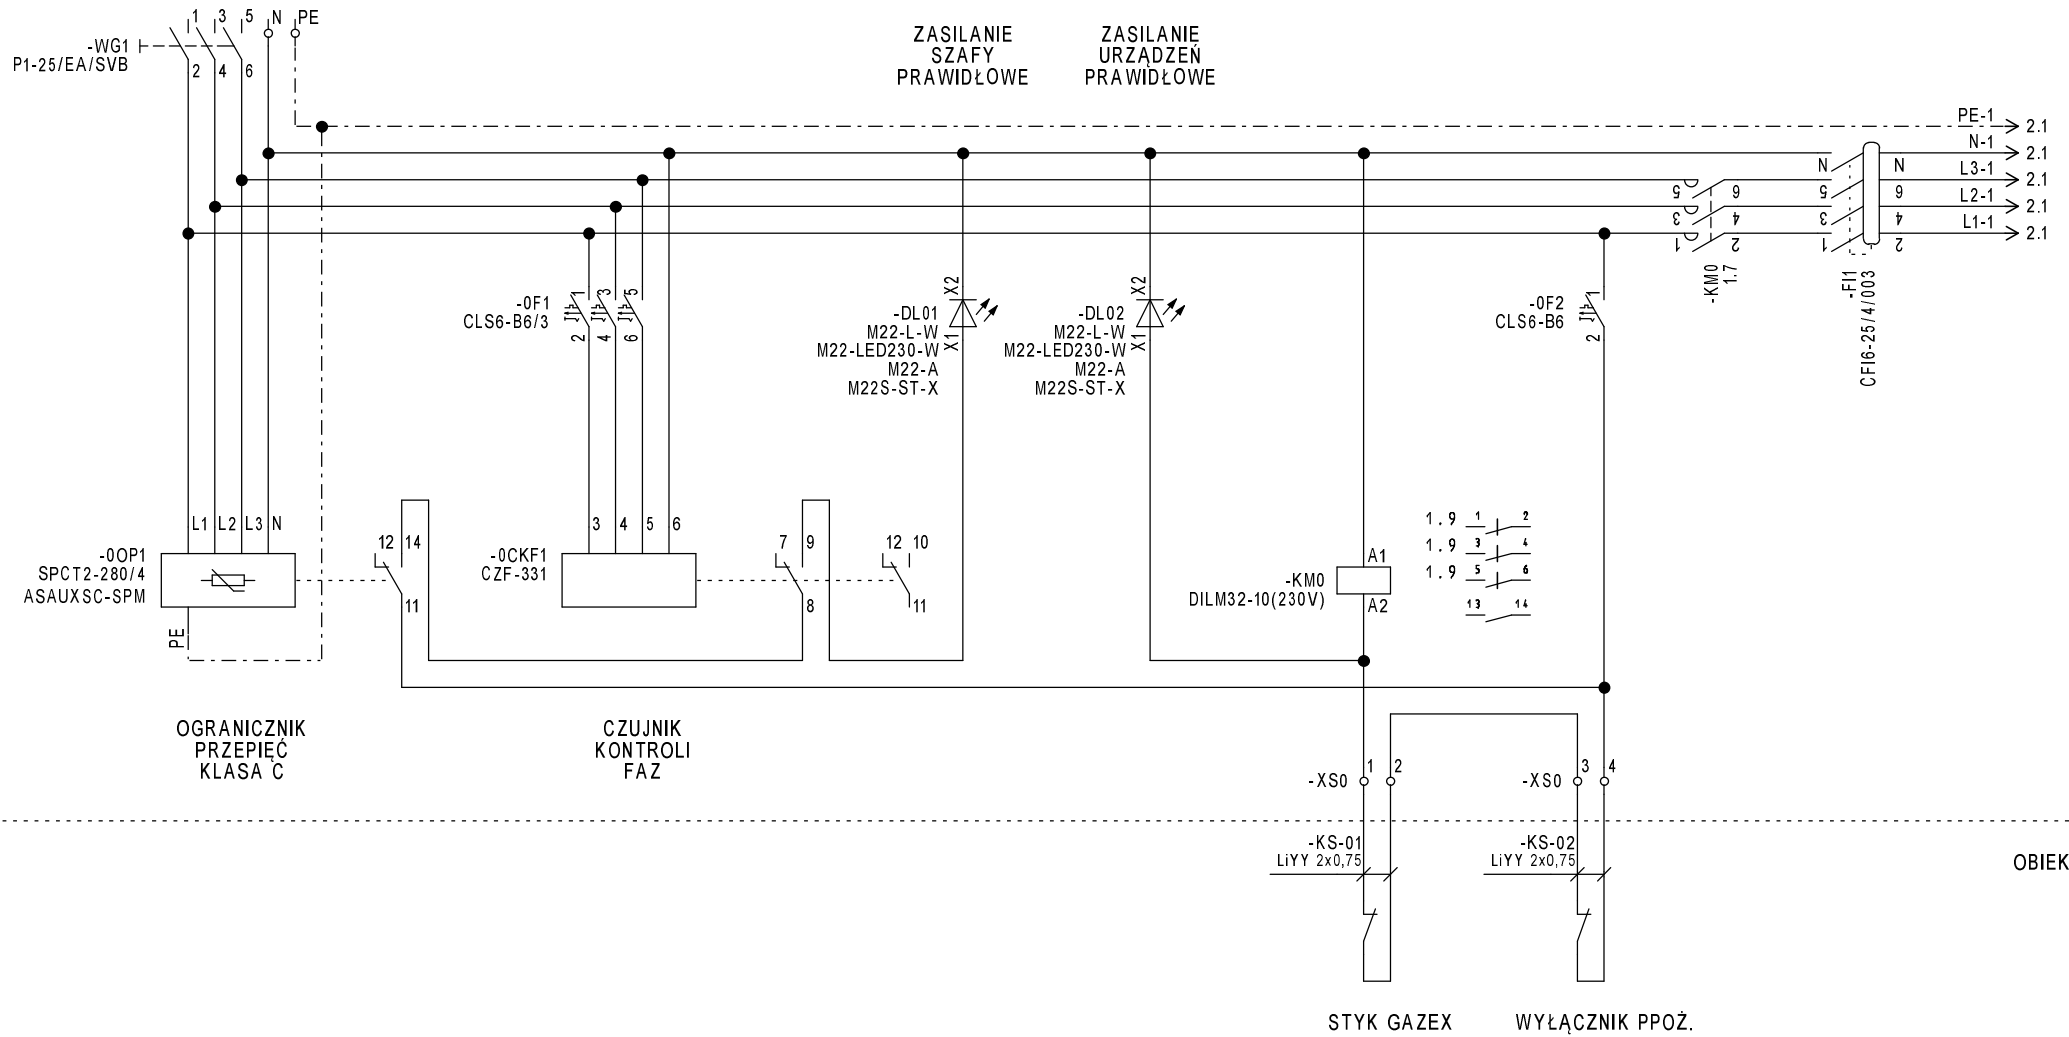 1 3 5 N PE
-WG1
P1-25/EA/SVB
2 4 6
ZASILANIE
SZAFY
PRAWIDŁOWE
ZASILANIE
URZĄDZEŃ
PRAWIDŁOWE
PE-1 2.1
N-1 2.1
L3-1 2.1
L2-1 2.1
L1-1 2.1
N N
5 6 5 6
3 4 3 4
1 2 1 2
-KM0
1.7
-FI1
CFI6-25/4/003
-0F1
CLS6-B6/3
1 3 5
2 4 6
X2
-DL01
M22-L-W
M22-LED230-W
M22-A
M22S-ST-X
X1
X2
-DL02
M22-L-W
M22-LED230-W
M22-A
M22S-ST-X
X1
-0F2
CLS6-B6
1
2
L1 L2 L3 N
-0OP1
SPCT2-280/4
ASAUXSC-SPM
PE
12 14
11
3 4 5 6
-0CKF1
CZF-331
7 9
8
12 10
11
A1
-KM0
DILM32-10(230V)
A2
1.9 1 2
1.9 3 4
1.9 5 6
13 14
OGRANICZNIK
PRZEPIĘĆ
KLASA C
CZUJNIK
KONTROLI
FAZ
-XS0 1 2
-XS0 3 4
-KS-01
LiYY 2x0,75
-KS-02
LiYY 2x0,75
OBIEK
STYK GAZEX
WYŁĄCZNIK PPOŻ.